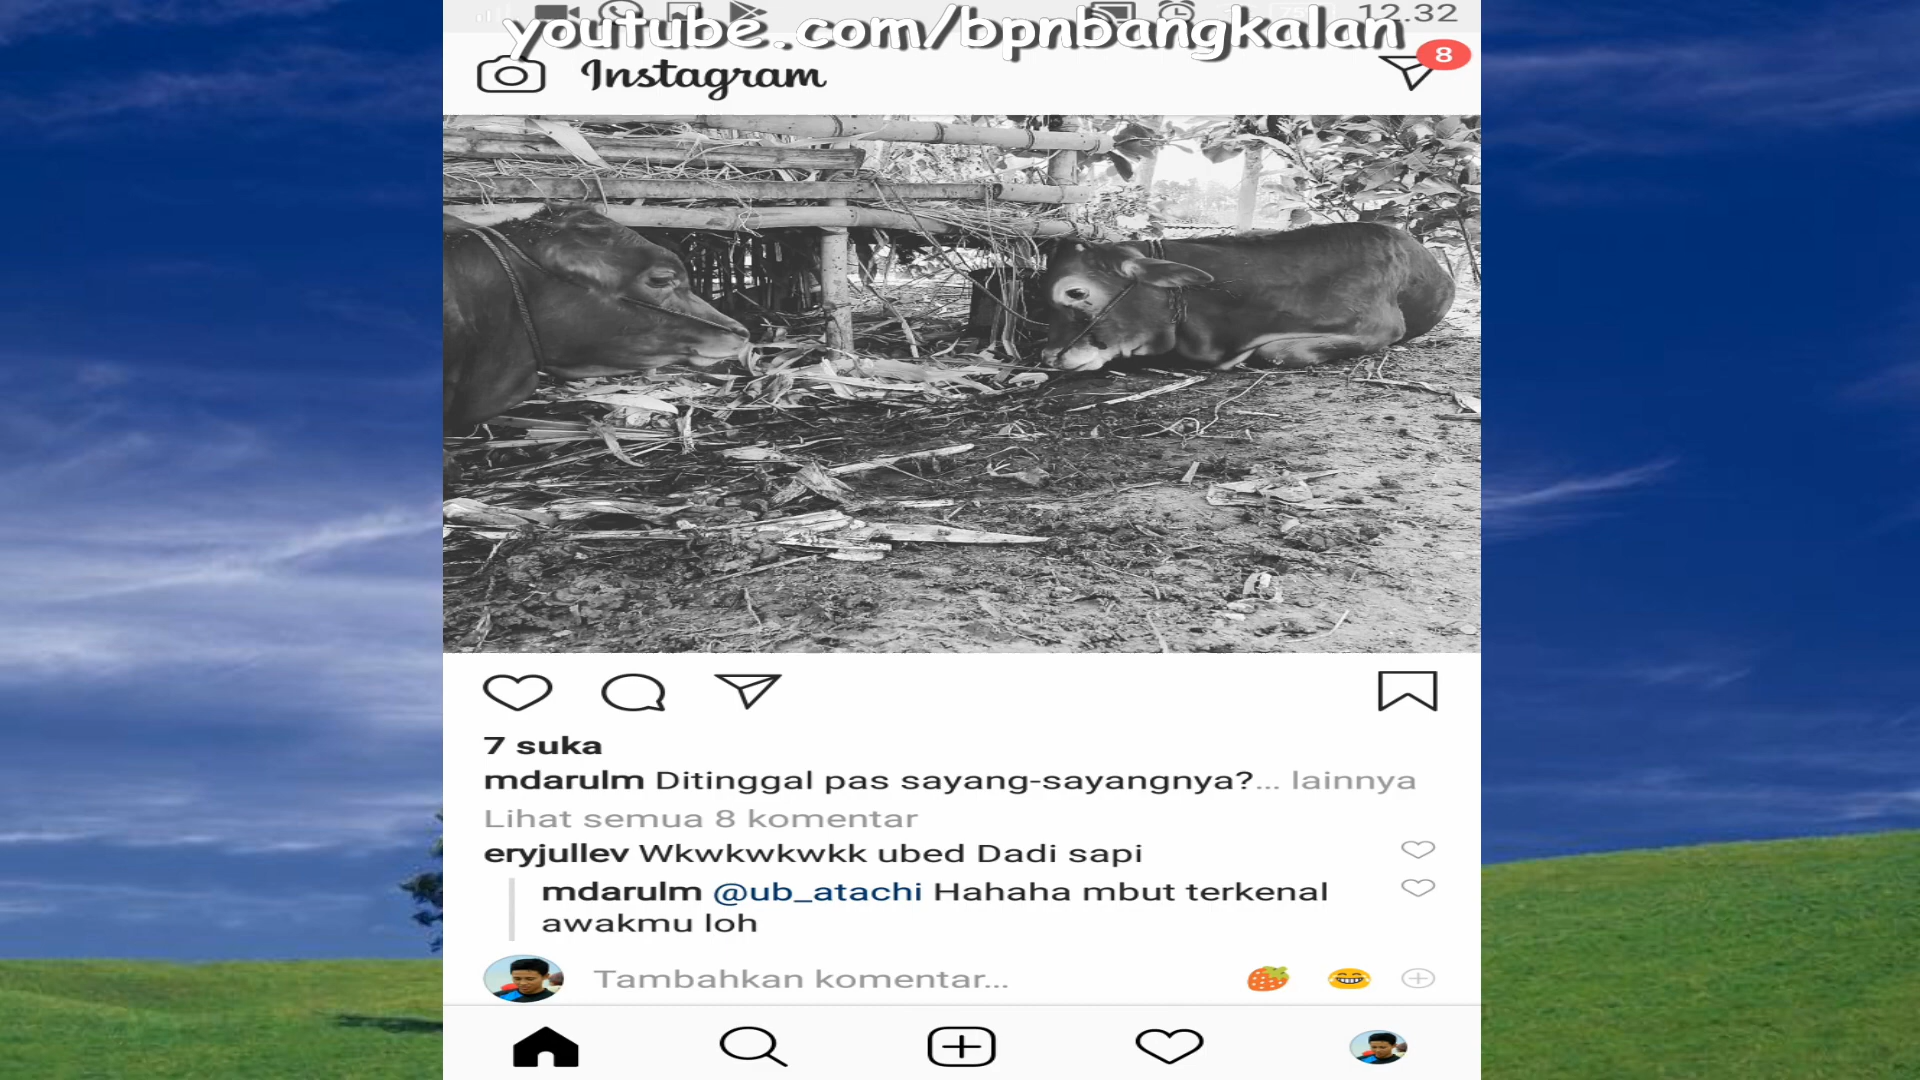 youtube.com/bpnbangkalan
12.32
Instagram
8
7 suka
mdarulm Ditinggal pas sayang-sayangnya?... lainnya
Lihat semua 8 komentar
eryjullev Wkwkwkwkk ubed Dadi sapi
mdarulm @ub_atachi Hahaha mbut terkenal
awakmu loh
Tambahkan komentar...